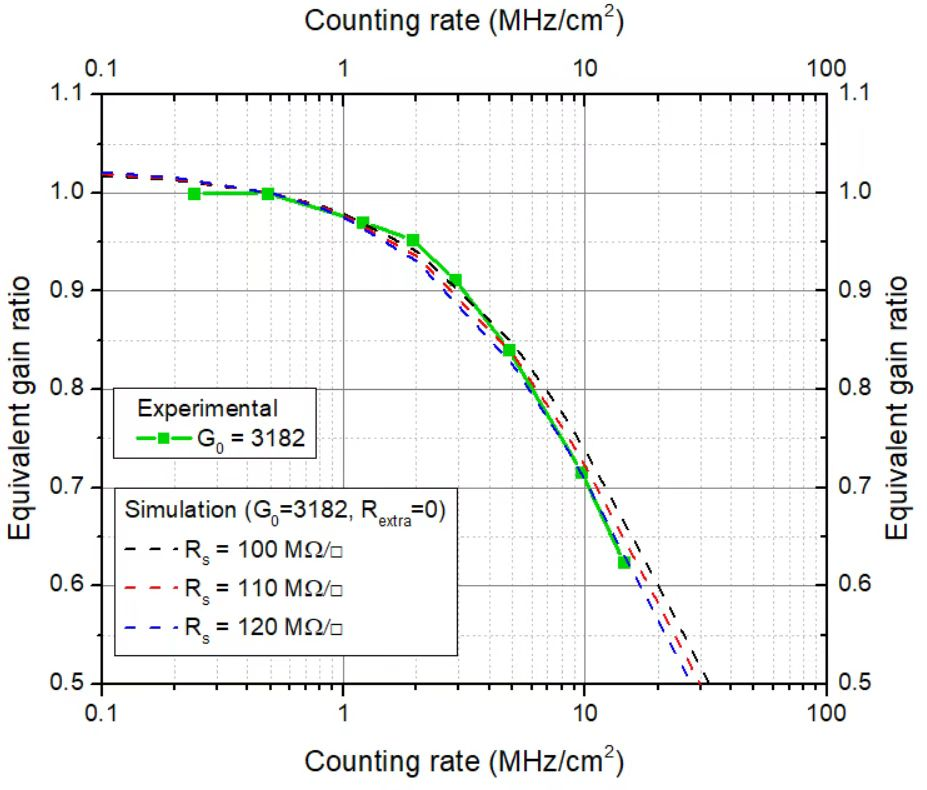 Counting rate (MHz/cm²)
0.1 1 10 100
1.1 1.1
1.0 1.0
0.9 0.9
0.8 0.8
0.7 0.7
0.6 0.6
0.5 0.5
Equivalent gain ratio
Equivalent gain ratio
Experimental
G₀ = 3182
Simulation (G₀=3182, Rₑₓₜᵣₐ=0)
Rₛ = 100 MΩ/□
Rₛ = 110 MΩ/□
Rₛ = 120 MΩ/□
0.1 1 10 100
Counting rate (MHz/cm²)